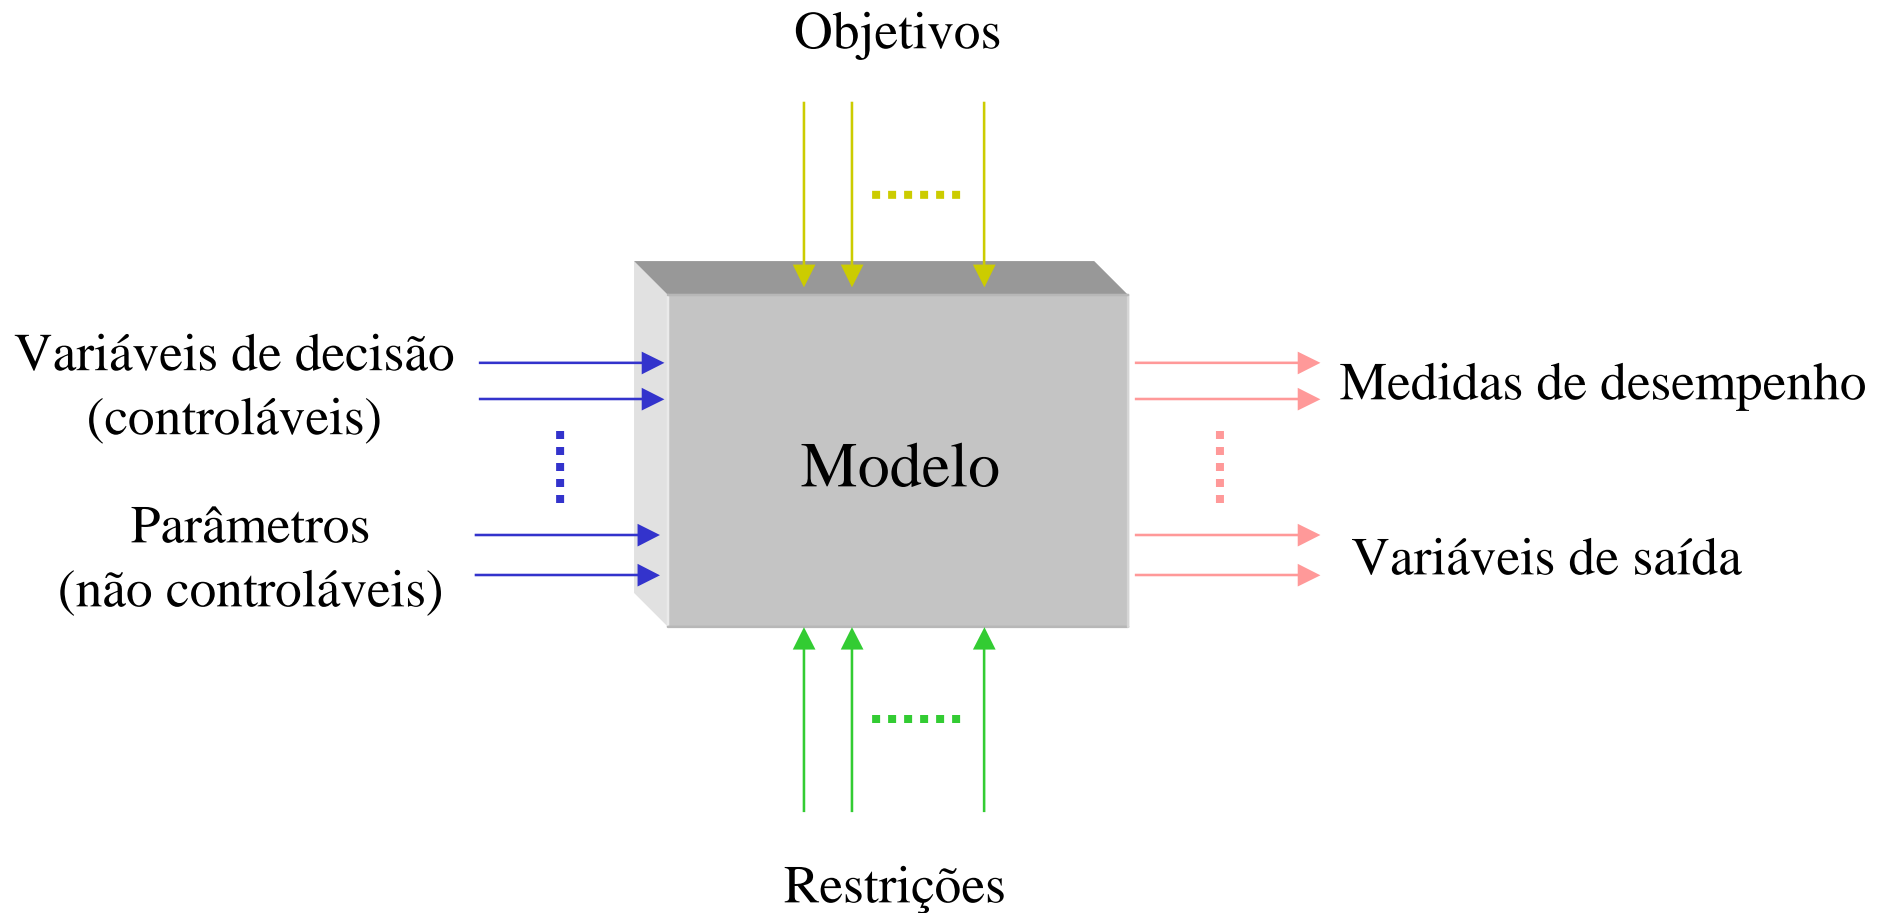 Objetivos
Variáveis de decisão
(controláveis)
Parâmetros
(não controláveis)
Modelo
Medidas de desempenho
Variáveis de saída
Restrições